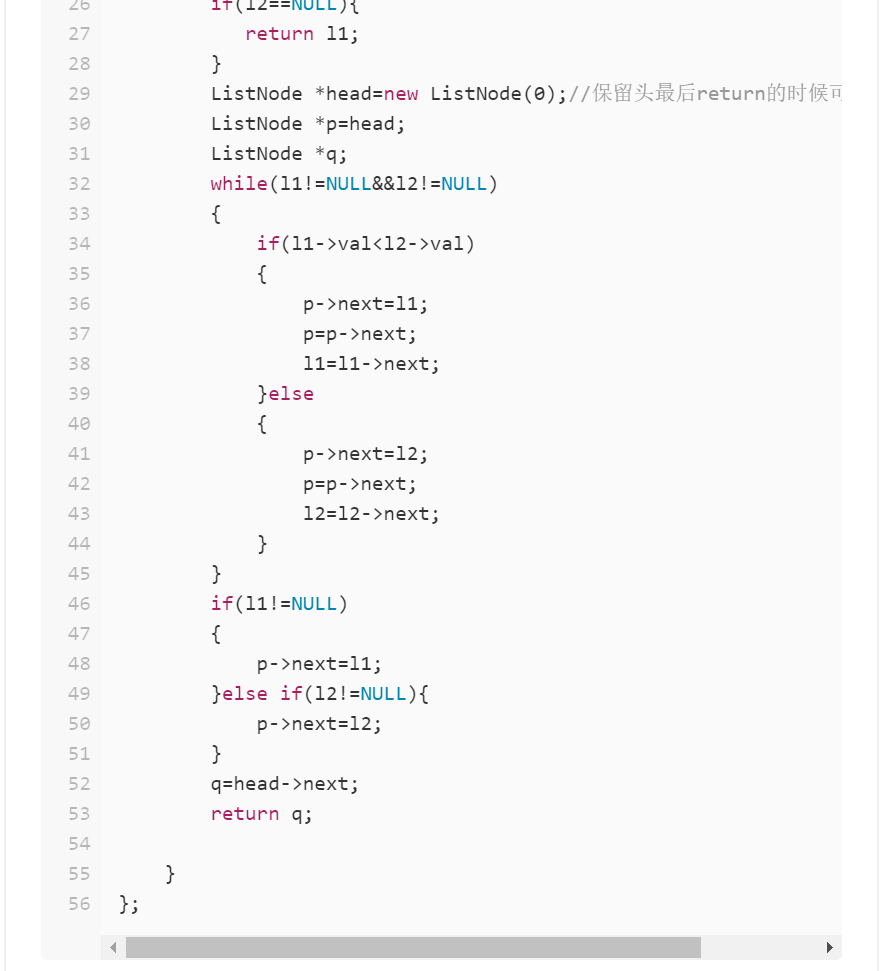 26 if(l2==NULL){
27 return l1;
28 }
29 ListNode *head=new ListNode(0);//保留头最后return的时候可
30 ListNode *p=head;
31 ListNode *q;
32 while(l1!=NULL&&l2!=NULL)
33 {
34 if(l1->val<l2->val)
35 {
36 p->next=l1;
37 p=p->next;
38 l1=l1->next;
39 }else
40 {
41 p->next=l2;
42 p=p->next;
43 l2=l2->next;
44 }
45 }
46 if(l1!=NULL)
47 {
48 p->next=l1;
49 }else if(l2!=NULL){
50 p->next=l2;
51 }
52 q=head->next;
53 return q;
54
55 }
56 };